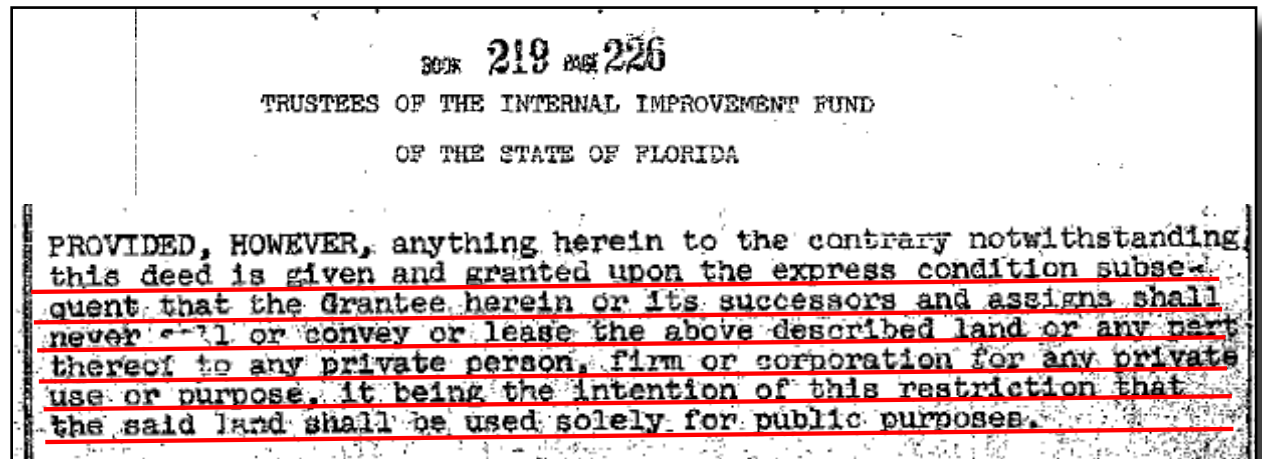 BOOK 219 PAGE 226
TRUSTEES OF THE INTERNAL IMPROVEMENT FUND
OF THE STATE OF FLORIDA
PROVIDED, HOWEVER, anything herein to the contrary notwithstanding,
this deed is given and granted upon the express condition subse-
quent that the Grantee herein or its successors and assigns shall
never or convey or lease the above described land or any part
thereof to any private person, firm or corporation for any private
use or purpose, it being the intention of this restriction that
the said land shall be used solely for public purposes.